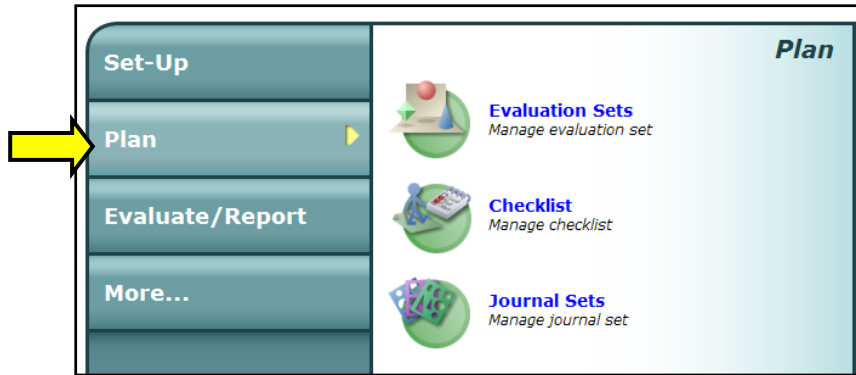 Set-Up
Plan
Evaluate/Report
More...
Plan
Evaluation Sets
Manage evaluation set
Checklist
Manage checklist
Journal Sets
Manage journal set